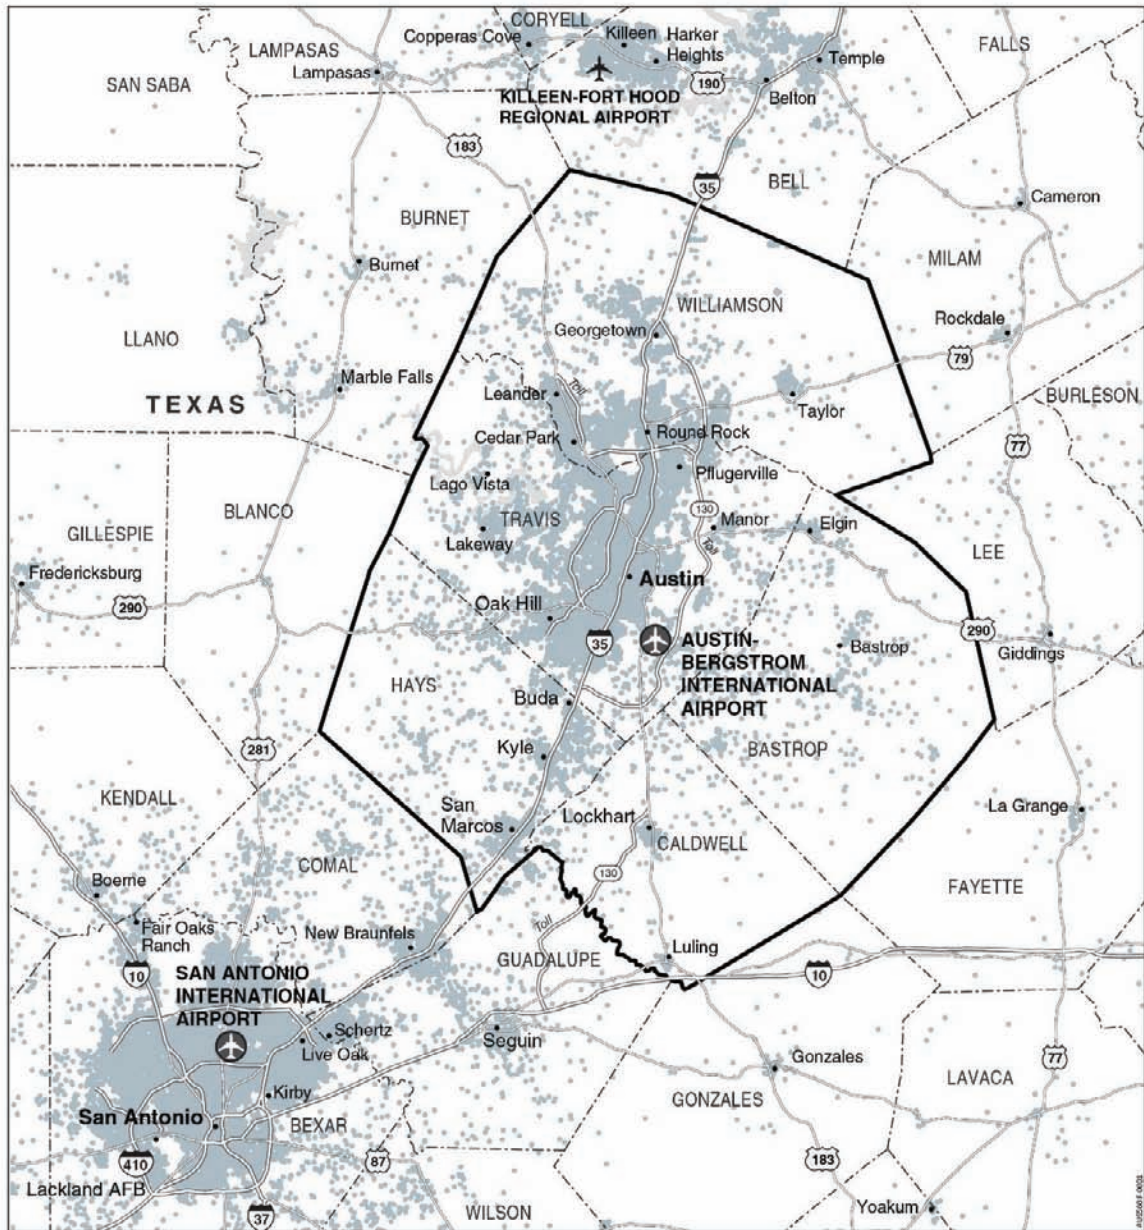 CORYELL
Copperas Cove
Killeen
Harker
Heights
LAMPASAS
Lampasas
FALLS
Temple
SAN SABA
190
Belton
KILLEEN-FORT HOOD
REGIONAL AIRPORT
183
35
BELL
Cameron
BURNET
Burnet
MILAM
WILLIAMSON
Georgetown
Rockdale
LLANO
79
Marble Falls
Leander
Toll
Taylor
BURLESON
TEXAS
Cedar Park
Round Rock
77
Lago Vista
Pflugerville
BLANCO
TRAVIS
130
Manor
Elgin
GILLESPIE
Lakeway
Toll
LEE
Fredericksburg
Austin
290
Oak Hill
35
AUSTIN-
BERGSTROM
INTERNATIONAL
AIRPORT
Bastrop
290
Giddings
HAYS
Buda
281
Kyle
BASTROP
KENDALL
San
Marcos
Lockhart
La Grange
CALDWELL
COMAL
130
Boerne
FAYETTE
Fair Oaks
Ranch
New Braunfels
Toll
Luling
GUADALUPE
10
10
SAN ANTONIO
INTERNATIONAL
AIRPORT
Schertz
Live Oak
Seguin
Gonzales
77
LAVACA
Kirby
GONZALES
San Antonio
BEXAR
410
87
183
Lackland AFB
37
WILSON
Yoakum